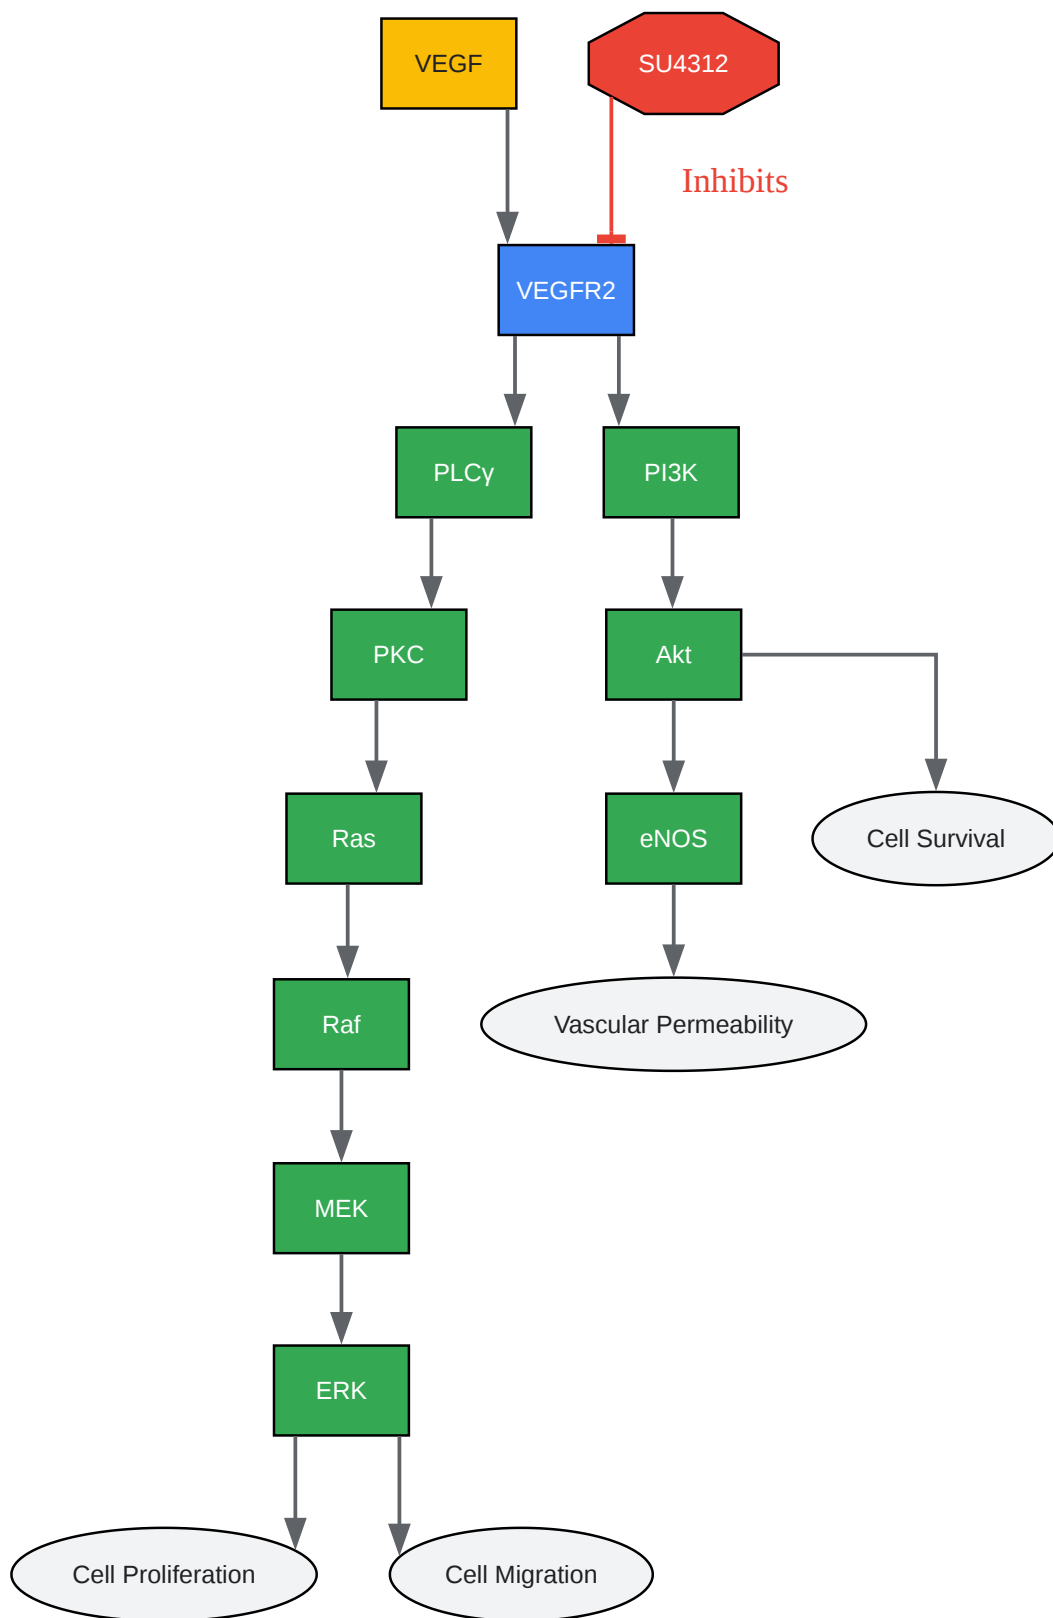 VEGF
SU4312
Inhibits
VEGFR2
PLCγ
PI3K
PKC
Akt
Ras
eNOS
Cell Survival
Raf
Vascular Permeability
MEK
ERK
Cell Proliferation
Cell Migration